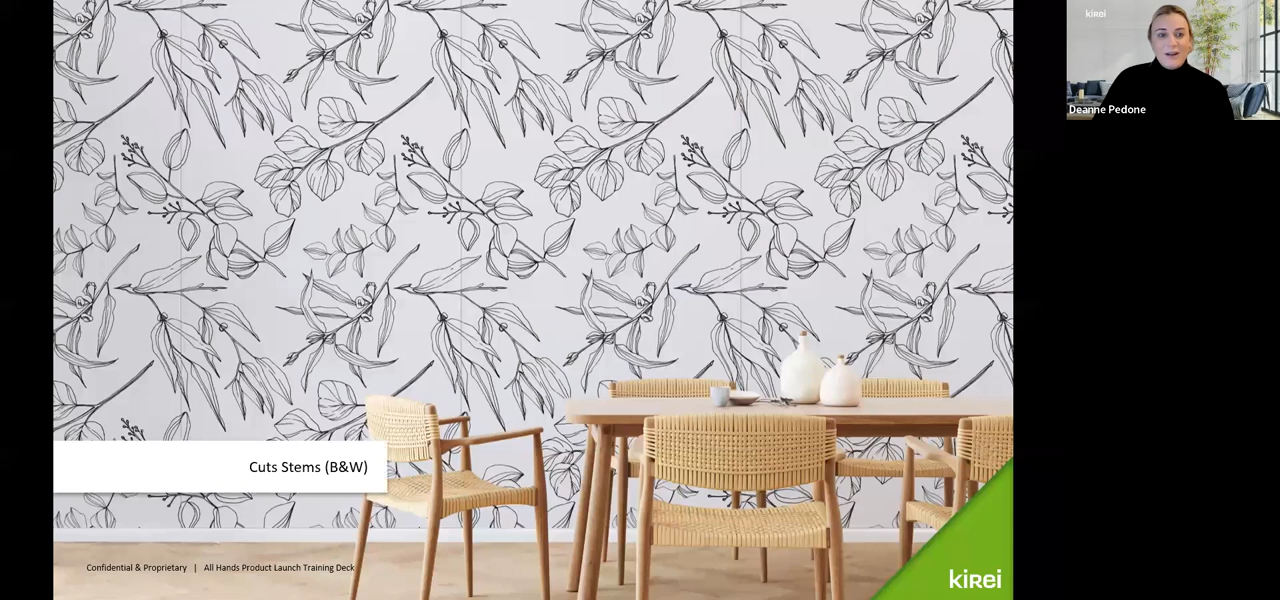 kirei
Deanne Pedone
Cuts Stems (B&W)
Confidential & Proprietary | All Hands Product Launch Training Deck
kirei